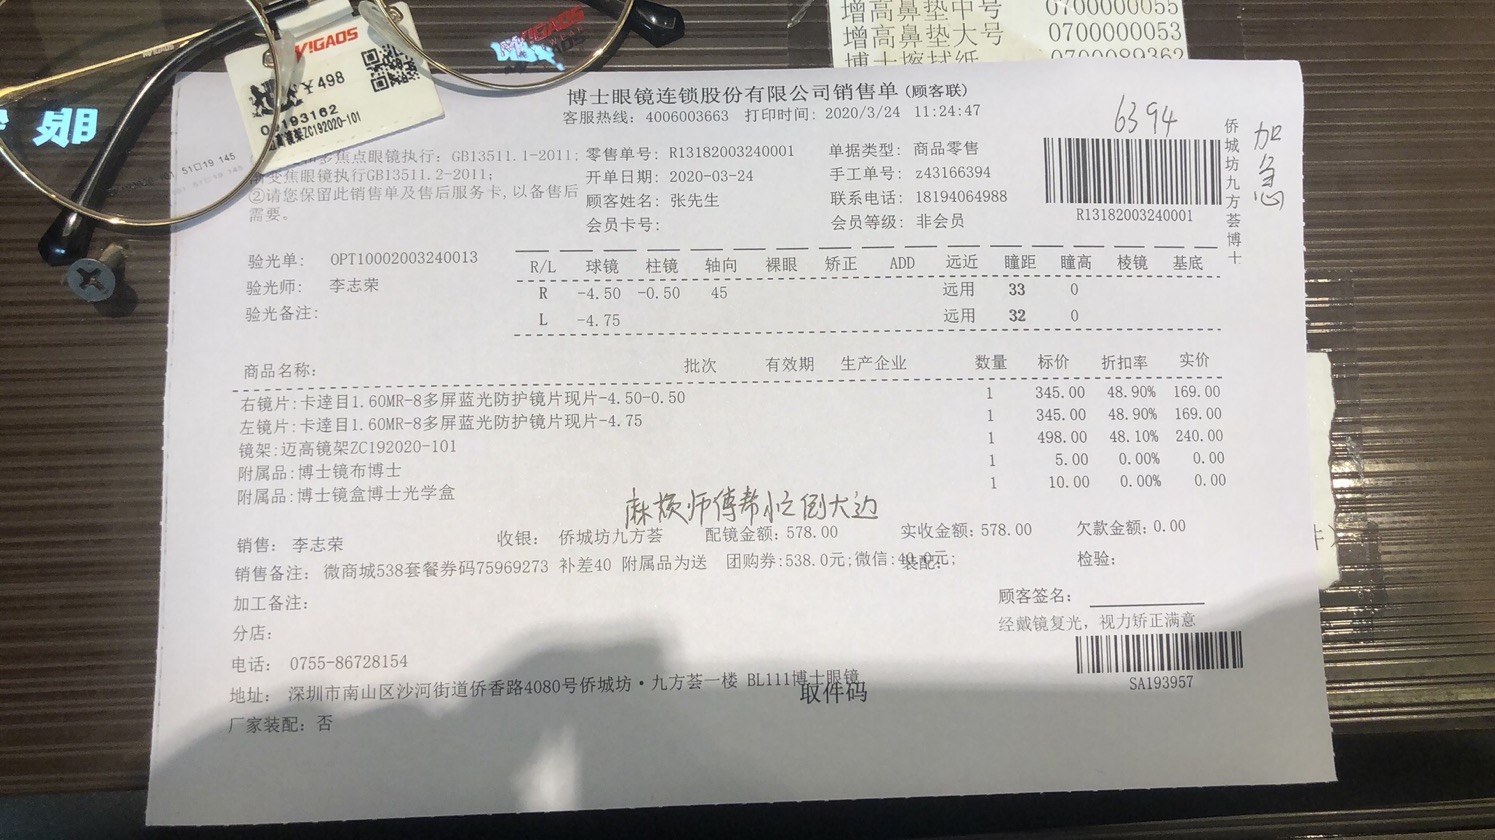 增高鼻垫中号 0700000055
增高鼻垫大号 0700000053
博士擦拭纸 0700089363
WIGAOS
498
193162
ZC192020-101
51口19 145
博士眼镜连锁股份有限公司销售单(顾客联)
客服热线: 4006003663 打印时间: 2020/3/24 11:24:47
6394
加急
侨城坊九方荟博士
多焦点眼镜执行: GB13511.1-2011;
变焦眼镜执行GB13511.2-2011;
②请您保留此销售单及售后服务卡,以备售后
需要。
零售单号: R13182003240001 单据类型: 商品零售
开单日期: 2020-03-24 手工单号: z43166394
顾客姓名: 张先生 联系电话: 18194064988
会员卡号: 会员等级: 非会员
R13182003240001
验光单: OPT10002003240013
验光师: 李志荣
验光备注:
R/L 球镜 柱镜 轴向 裸眼 矫正 ADD 远近 瞳距 瞳高 棱镜 基底
R -4.50 -0.50 45 远用 33 0
L -4.75 远用 32 0
商品名称: 批次 有效期 生产企业 数量 标价 折扣率 实价
右镜片:卡逹目1.60MR-8多屏蓝光防护镜片现片-4.50-0.50 1 345.00 48.90% 169.00
左镜片:卡逹目1.60MR-8多屏蓝光防护镜片现片-4.75 1 345.00 48.90% 169.00
镜架:迈高镜架ZC192020-101 1 498.00 48.10% 240.00
附属品:博士镜布博士 1 5.00 0.00% 0.00
附属品:博士镜盒博士光学盒 1 10.00 0.00% 0.00
麻烦师傅帮忙倒大边
销售: 李志荣 收银: 侨城坊九方荟 配镜金额: 578.00 实收金额: 578.00 欠款金额: 0.00
销售备注: 微商城538套餐券码75969273 补差40 附属品为送 团购券:538.0元;微信:40.0元; 装配: 检验:
加工备注:
顾客签名:
分店:
经戴镜复光，视力矫正满意
电话: 0755-86728154
SA193957
地址: 深圳市南山区沙河街道侨香路4080号侨城坊·九方荟一楼 BL111博士眼镜
取件码
厂家装配: 否